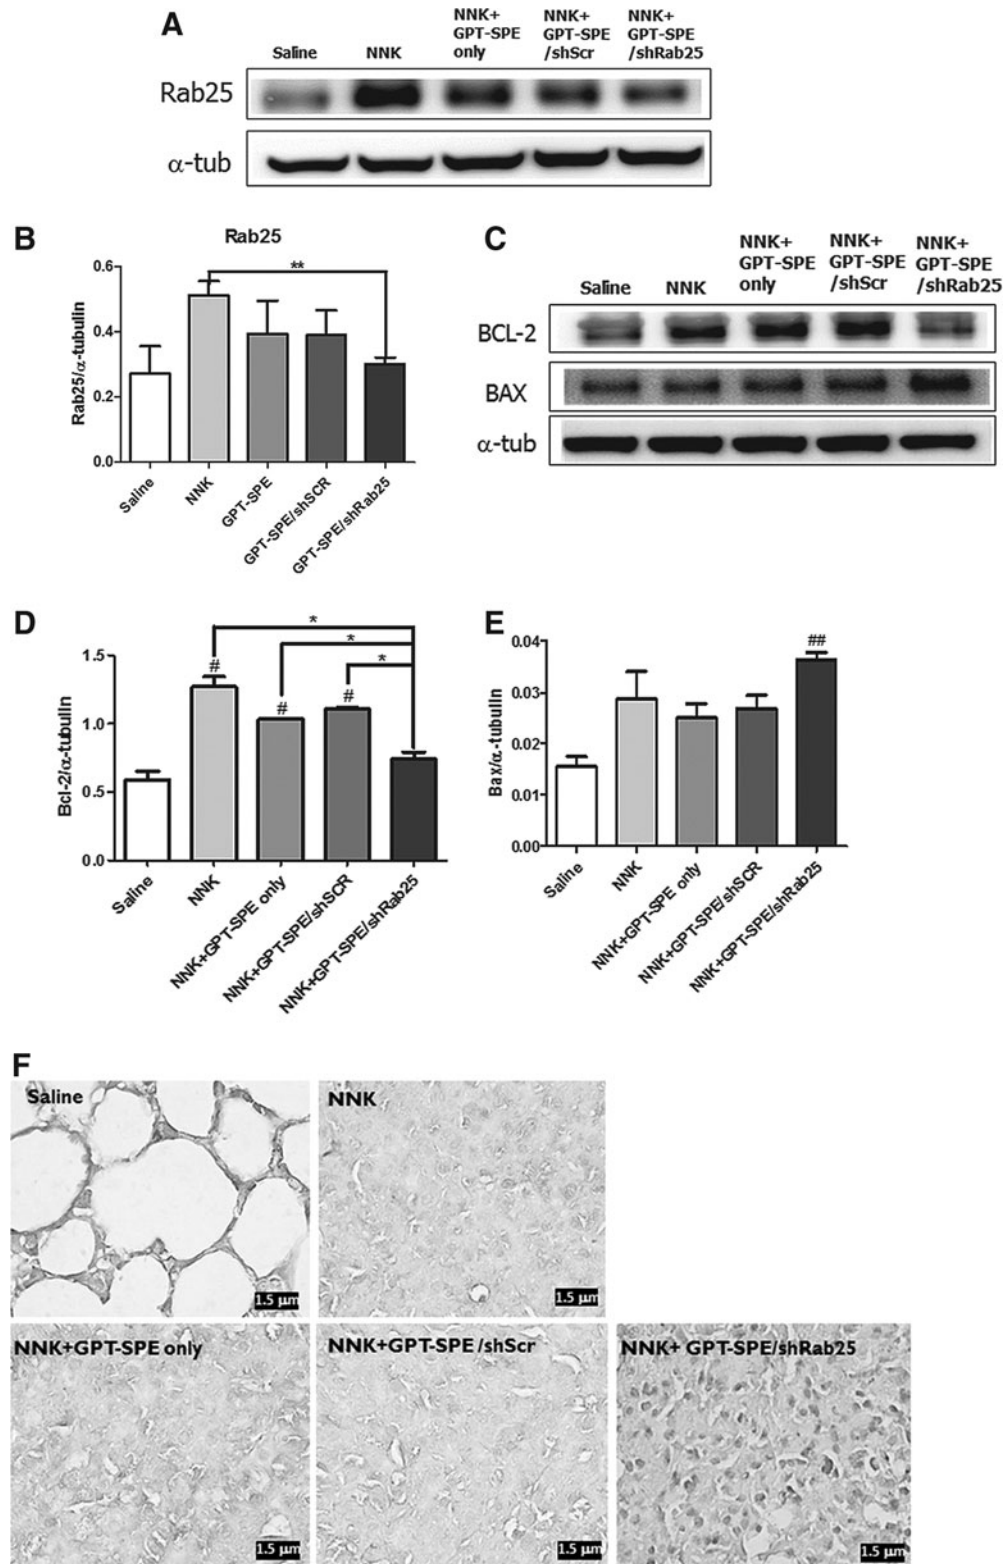 A
Saline
NNK
NNK+
GPT-SPE
only
NNK+
GPT-SPE
/shScr
NNK+
GPT-SPE
/shRab25
Rab25
α-tub
B
Rab25
Rab25/α-tubulin
0.6
0.4
0.2
0.0
**
Saline
NNK
GPT-SPE
GPT-SPE/shSCR
GPT-SPE/shRab25
C
Saline
NNK
NNK+
GPT-SPE
only
NNK+
GPT-SPE
/shScr
NNK+
GPT-SPE
/shRab25
BCL-2
BAX
α-tub
D
Bcl-2/α-tubulin
1.5
1.0
0.5
0.0
*
*
*
#
#
#
Saline
NNK
NNK+GPT-SPE only
NNK+GPT-SPE/shSCR
NNK+GPT-SPE/shRab25
E
Bax/α-tubulin
0.04
0.03
0.02
0.01
0.00
##
Saline
NNK
NNK+GPT-SPE only
NNK+GPT-SPE/shSCR
NNK+GPT-SPE/shRab25
F
Saline
1.5 µm
NNK
1.5 µm
NNK+GPT-SPE only
1.5 µm
NNK+GPT-SPE /shScr
1.5 µm
NNK+ GPT-SPE/shRab25
1.5 µm